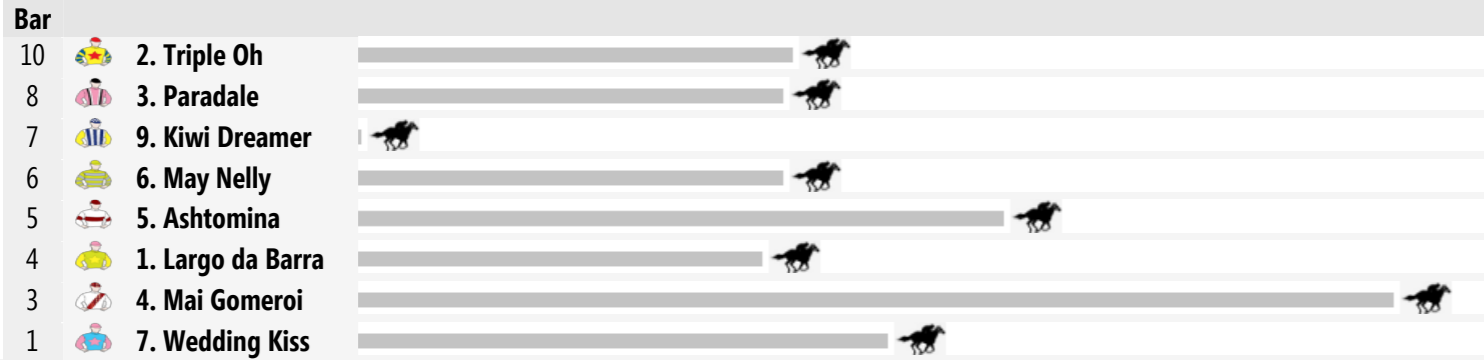 Bar
10 2. Triple Oh
8 3. Paradale
7 9. Kiwi Dreamer
6 6. May Nelly
5 5. Ashtomina
4 1. Largo da Barra
3 4. Mai Gomeroi
1 7. Wedding Kiss